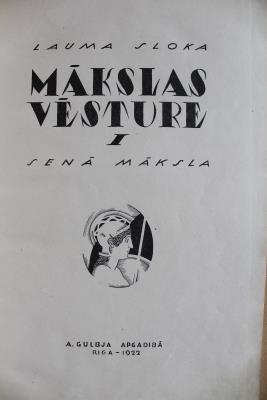 LAUMA SLOKA
MĀKSLAS
VĒSTURE
I
SENĀ MĀKSLA
A. GULBJA APGADIBĀ
RIGA - 1922